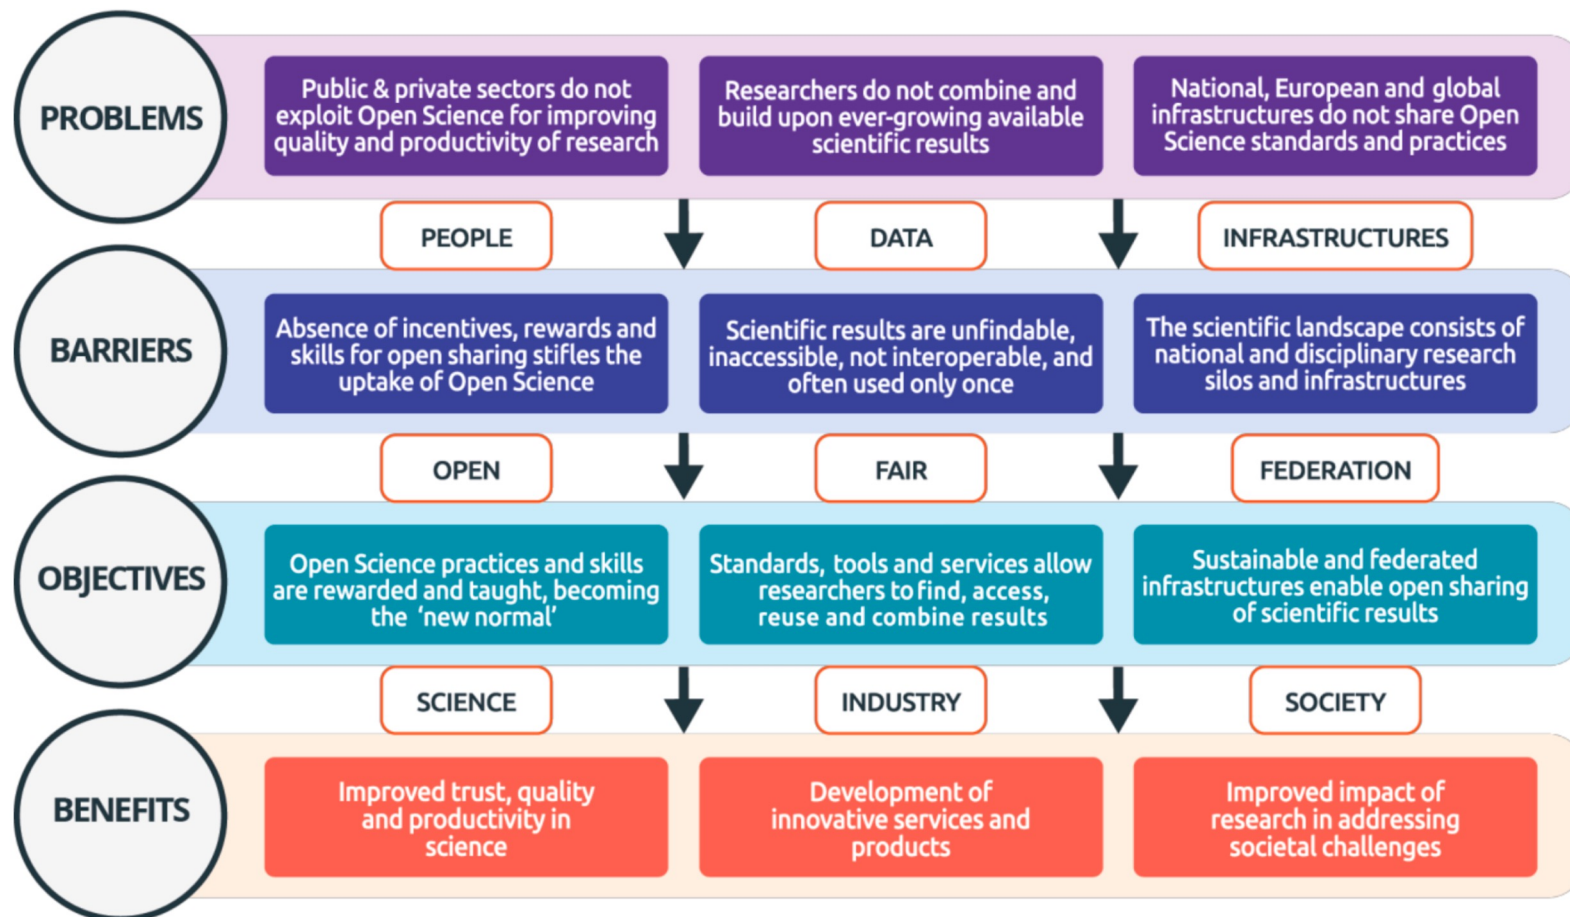 PROBLEMS
Public & private sectors do not
exploit Open Science for improving
quality and productivity of research
Researchers do not combine and
build upon ever-growing available
scientific results
National, European and global
infrastructures do not share Open
Science standards and practices
PEOPLE
DATA
INFRASTRUCTURES
BARRIERS
Absence of incentives, rewards and
skills for open sharing stifles the
uptake of Open Science
Scientific results are unfindable,
inaccessible, not interoperable, and
often used only once
The scientific landscape consists of
national and disciplinary research
silos and infrastructures
OPEN
FAIR
FEDERATION
OBJECTIVES
Open Science practices and skills
are rewarded and taught, becoming
the ‘new normal’
Standards, tools and services allow
researchers to find, access,
reuse and combine results
Sustainable and federated
infrastructures enable open sharing
of scientific results
SCIENCE
INDUSTRY
SOCIETY
BENEFITS
Improved trust, quality
and productivity in
science
Development of
innovative services and
products
Improved impact of
research in addressing
societal challenges